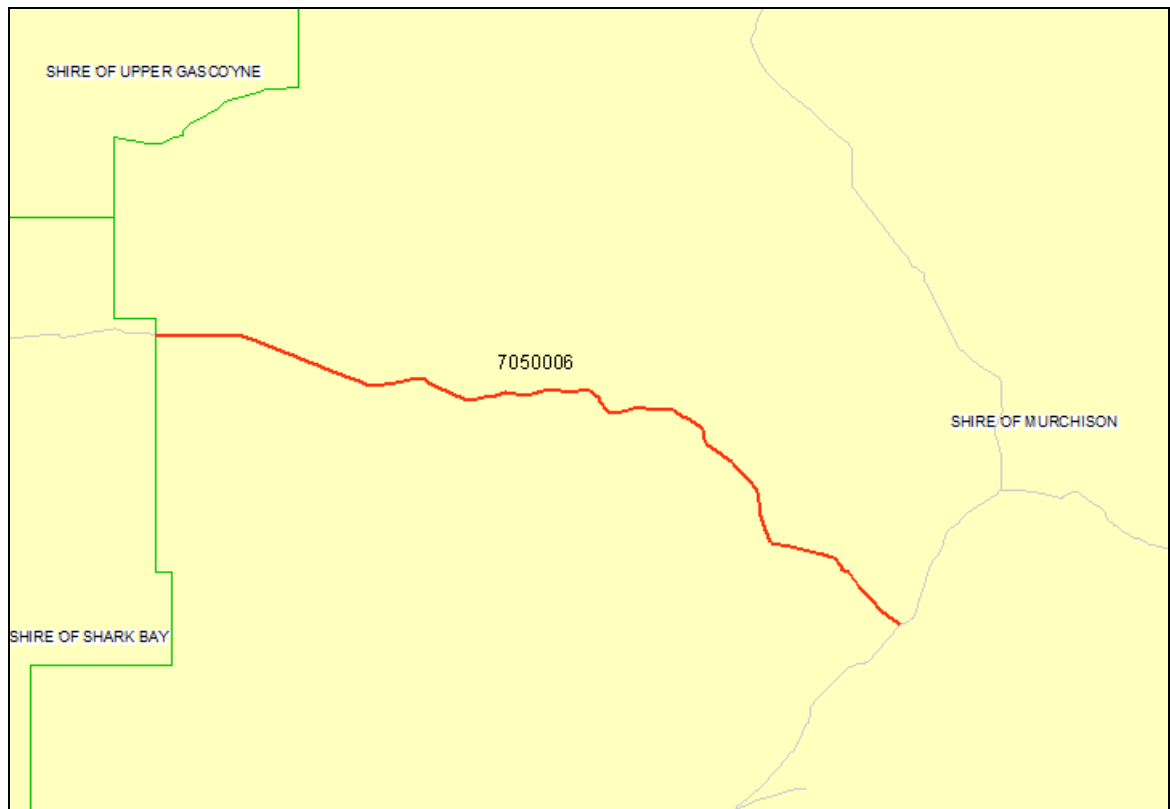 SHIRE OF UPPER GASCOYNE
7050006
SHIRE OF MURCHISON
SHIRE OF SHARK BAY